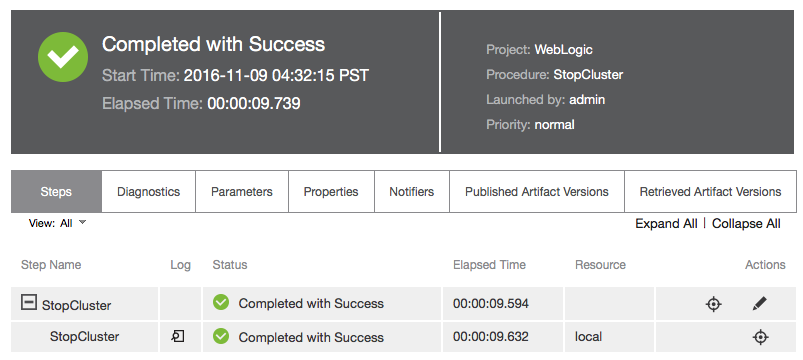 Completed with Success
Start Time: 2016-11-09 04:32:15 PST
Elapsed Time: 00:00:09.739
Project: WebLogic
Procedure: StopCluster
Launched by: admin
Priority: normal
Steps Diagnostics Parameters Properties Notifiers Published Artifact Versions Retrieved Artifact Versions
View: All Expand All | Collapse All
Step Name Log Status Elapsed Time Resource Actions
StopCluster Completed with Success 00:00:09.594
StopCluster Completed with Success 00:00:09.632 local